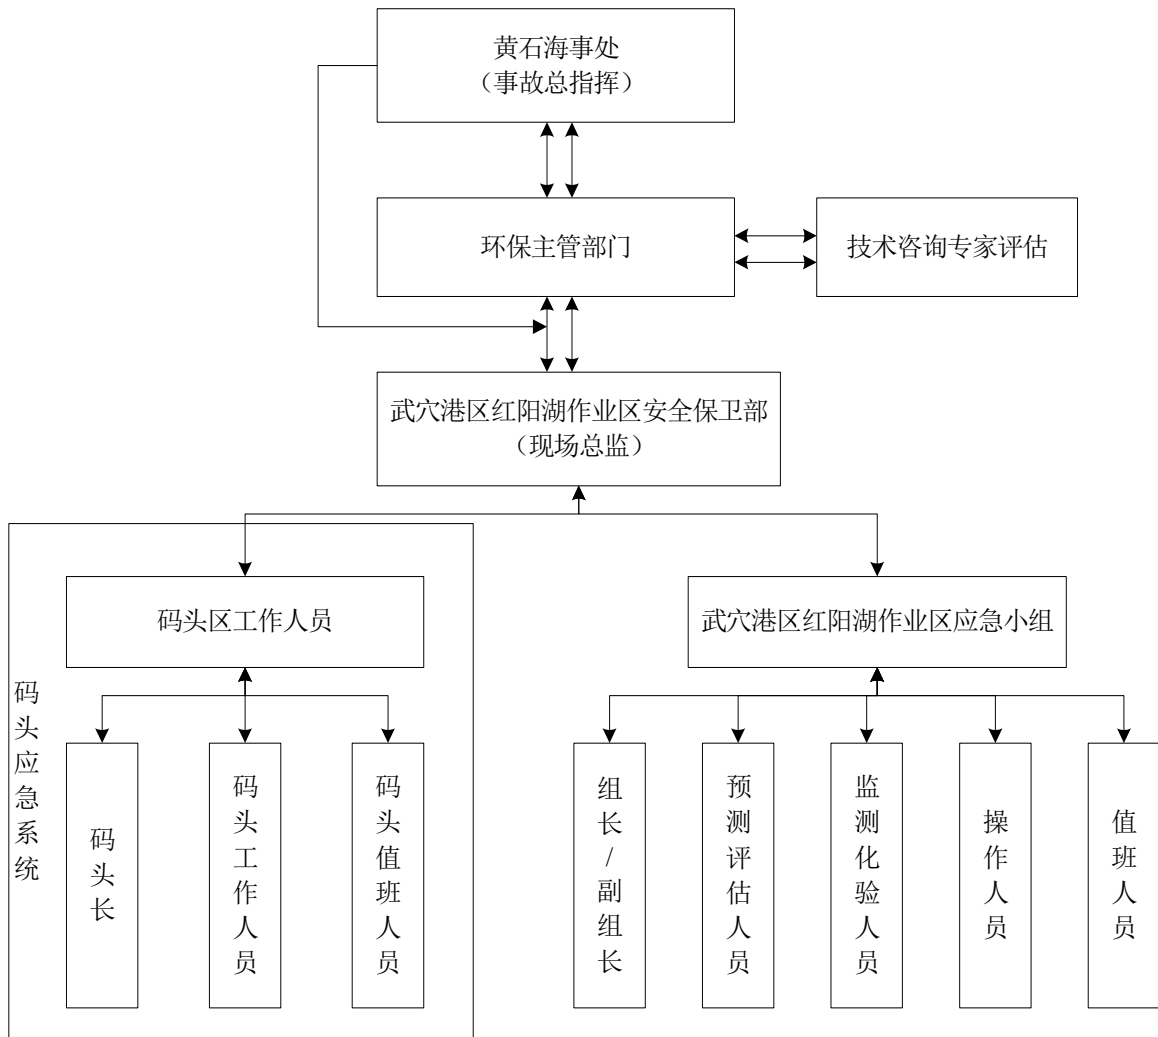 黄石海事处
（事故总指挥）
环保主管部门
技术咨询专家评估
武穴港区红阳湖作业区安全保卫部
（现场总监）
码头区工作人员
武穴港区红阳湖作业区应急小组
码头应急系统
码头长
码头工作人员
码头值班人员
组长/副组长
预测评估人员
监测化验人员
操作人员
值班人员